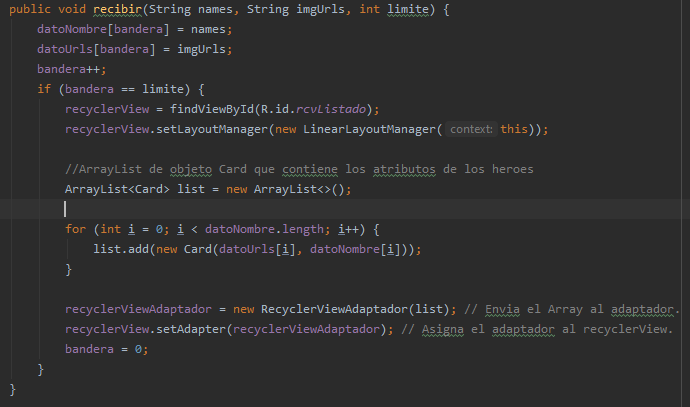 public void recibir(String names, String imgUrls, int limite) {
    datoNombre[bandera] = names;
    datoUrls[bandera] = imgUrls;
    bandera++;
    if (bandera == limite) {
        recyclerView = findViewById(R.id.rcvListado);
        recyclerView.setLayoutManager(new LinearLayoutManager( context: this));
        //ArrayList de objeto Card que contiene los atributos de los heroes
        ArrayList<Card> list = new ArrayList<>();
        for (int i = 0; i < datoNombre.length; i++) {
            list.add(new Card(datoUrls[i], datoNombre[i]));
        }
        recyclerViewAdaptador = new RecyclerViewAdaptador(list); // Envia el Array al adaptador.
        recyclerView.setAdapter(recyclerViewAdaptador); // Asigna el adaptador al recyclerView.
        bandera = 0;
    }
}